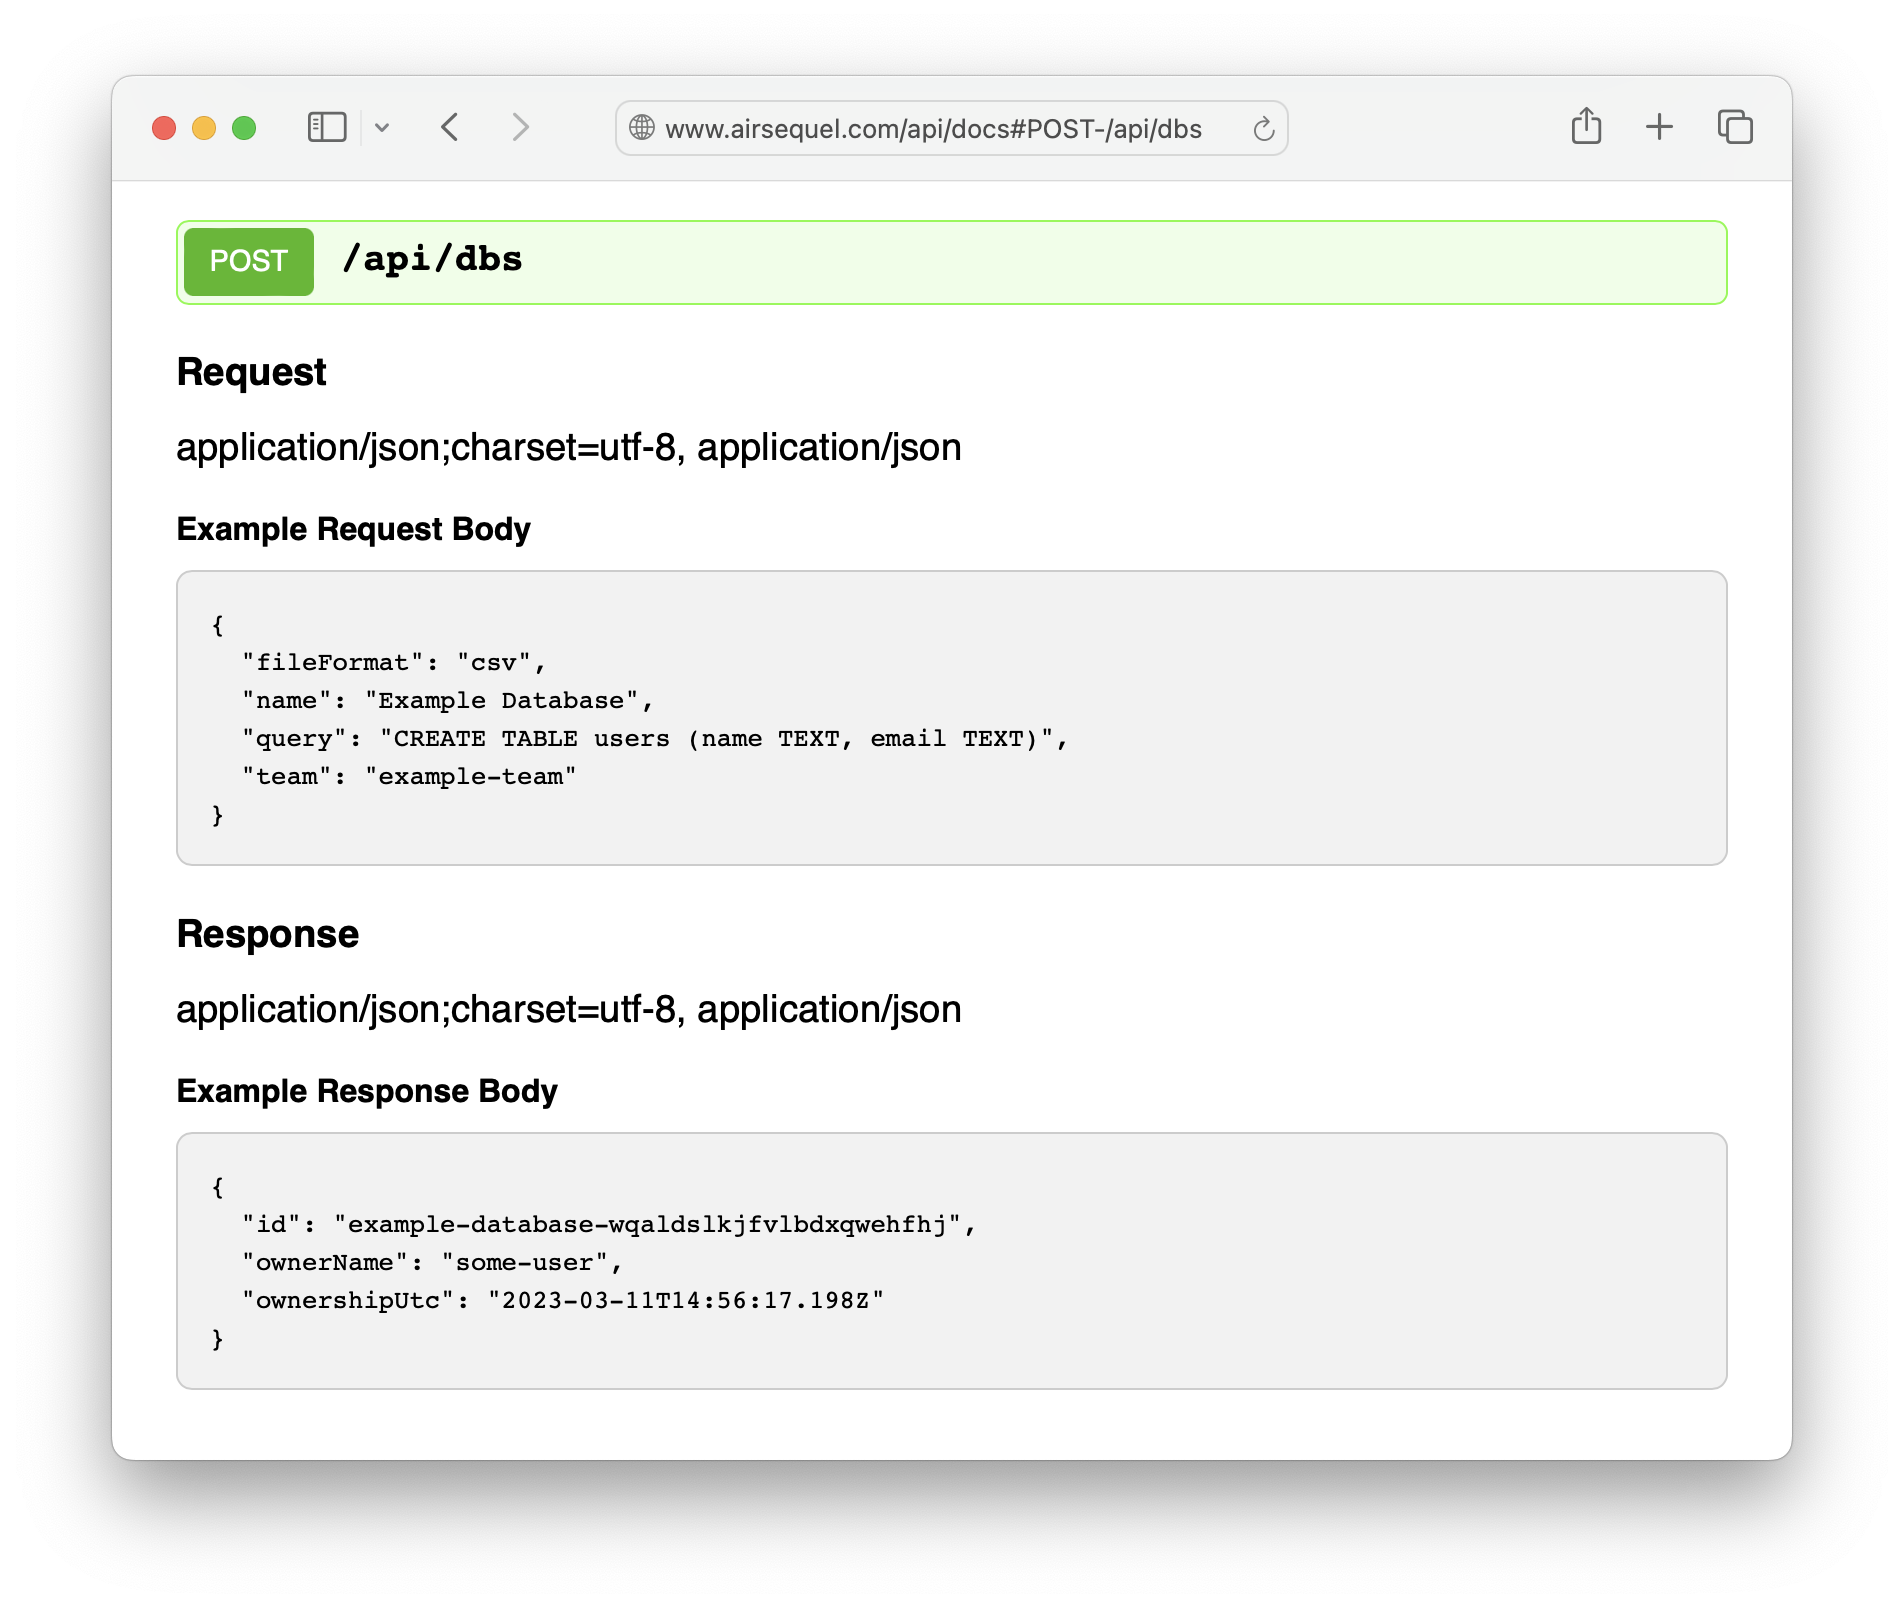 www.airsequel.com/api/docs#POST-/api/dbs
POST /api/dbs
Request
application/json;charset=utf-8, application/json
Example Request Body
{
  "fileFormat": "csv",
  "name": "Example Database",
  "query": "CREATE TABLE users (name TEXT, email TEXT)",
  "team": "example-team"
}
Response
application/json;charset=utf-8, application/json
Example Response Body
{
  "id": "example-database-wqaldslkjfvlbdxqwehfhj",
  "ownerName": "some-user",
  "ownershipUtc": "2023-03-11T14:56:17.198Z"
}